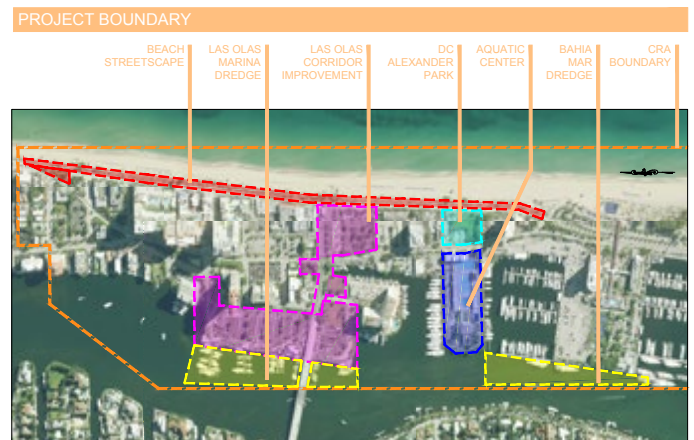 PROJECT BOUNDARY
BEACH
STREETSCAPE
LAS OLAS
MARINA
DREDGE
LAS OLAS
CORRIDOR
IMPROVEMENT
DC
ALEXANDER
PARK
AQUATIC
CENTER
BAHIA
MAR
DREDGE
CRA
BOUNDARY